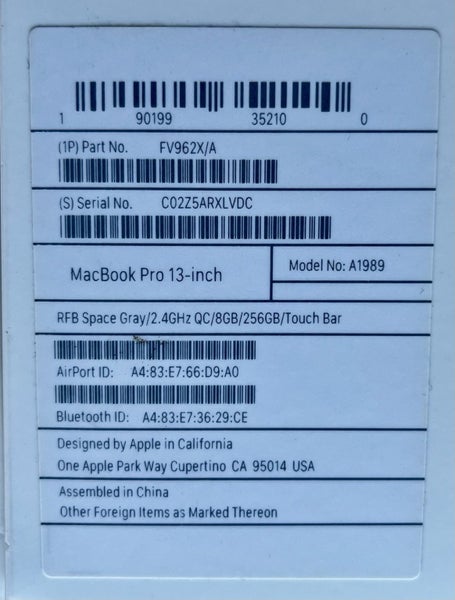 1 90199 35210 0
(1P) Part No. FV962X/A
(S) Serial No. C02Z5ARXLVDC
MacBook Pro 13-inch
Model No: A1989
RFB Space Gray/2.4GHz QC/8GB/256GB/Touch Bar
AirPort ID: A4:83:E7:66:D9:A0
Bluetooth ID: A4:83:E7:36:29:CE
Designed by Apple in California
One Apple Park Way Cupertino CA 95014 USA
Assembled in China
Other Foreign Items as Marked Thereon